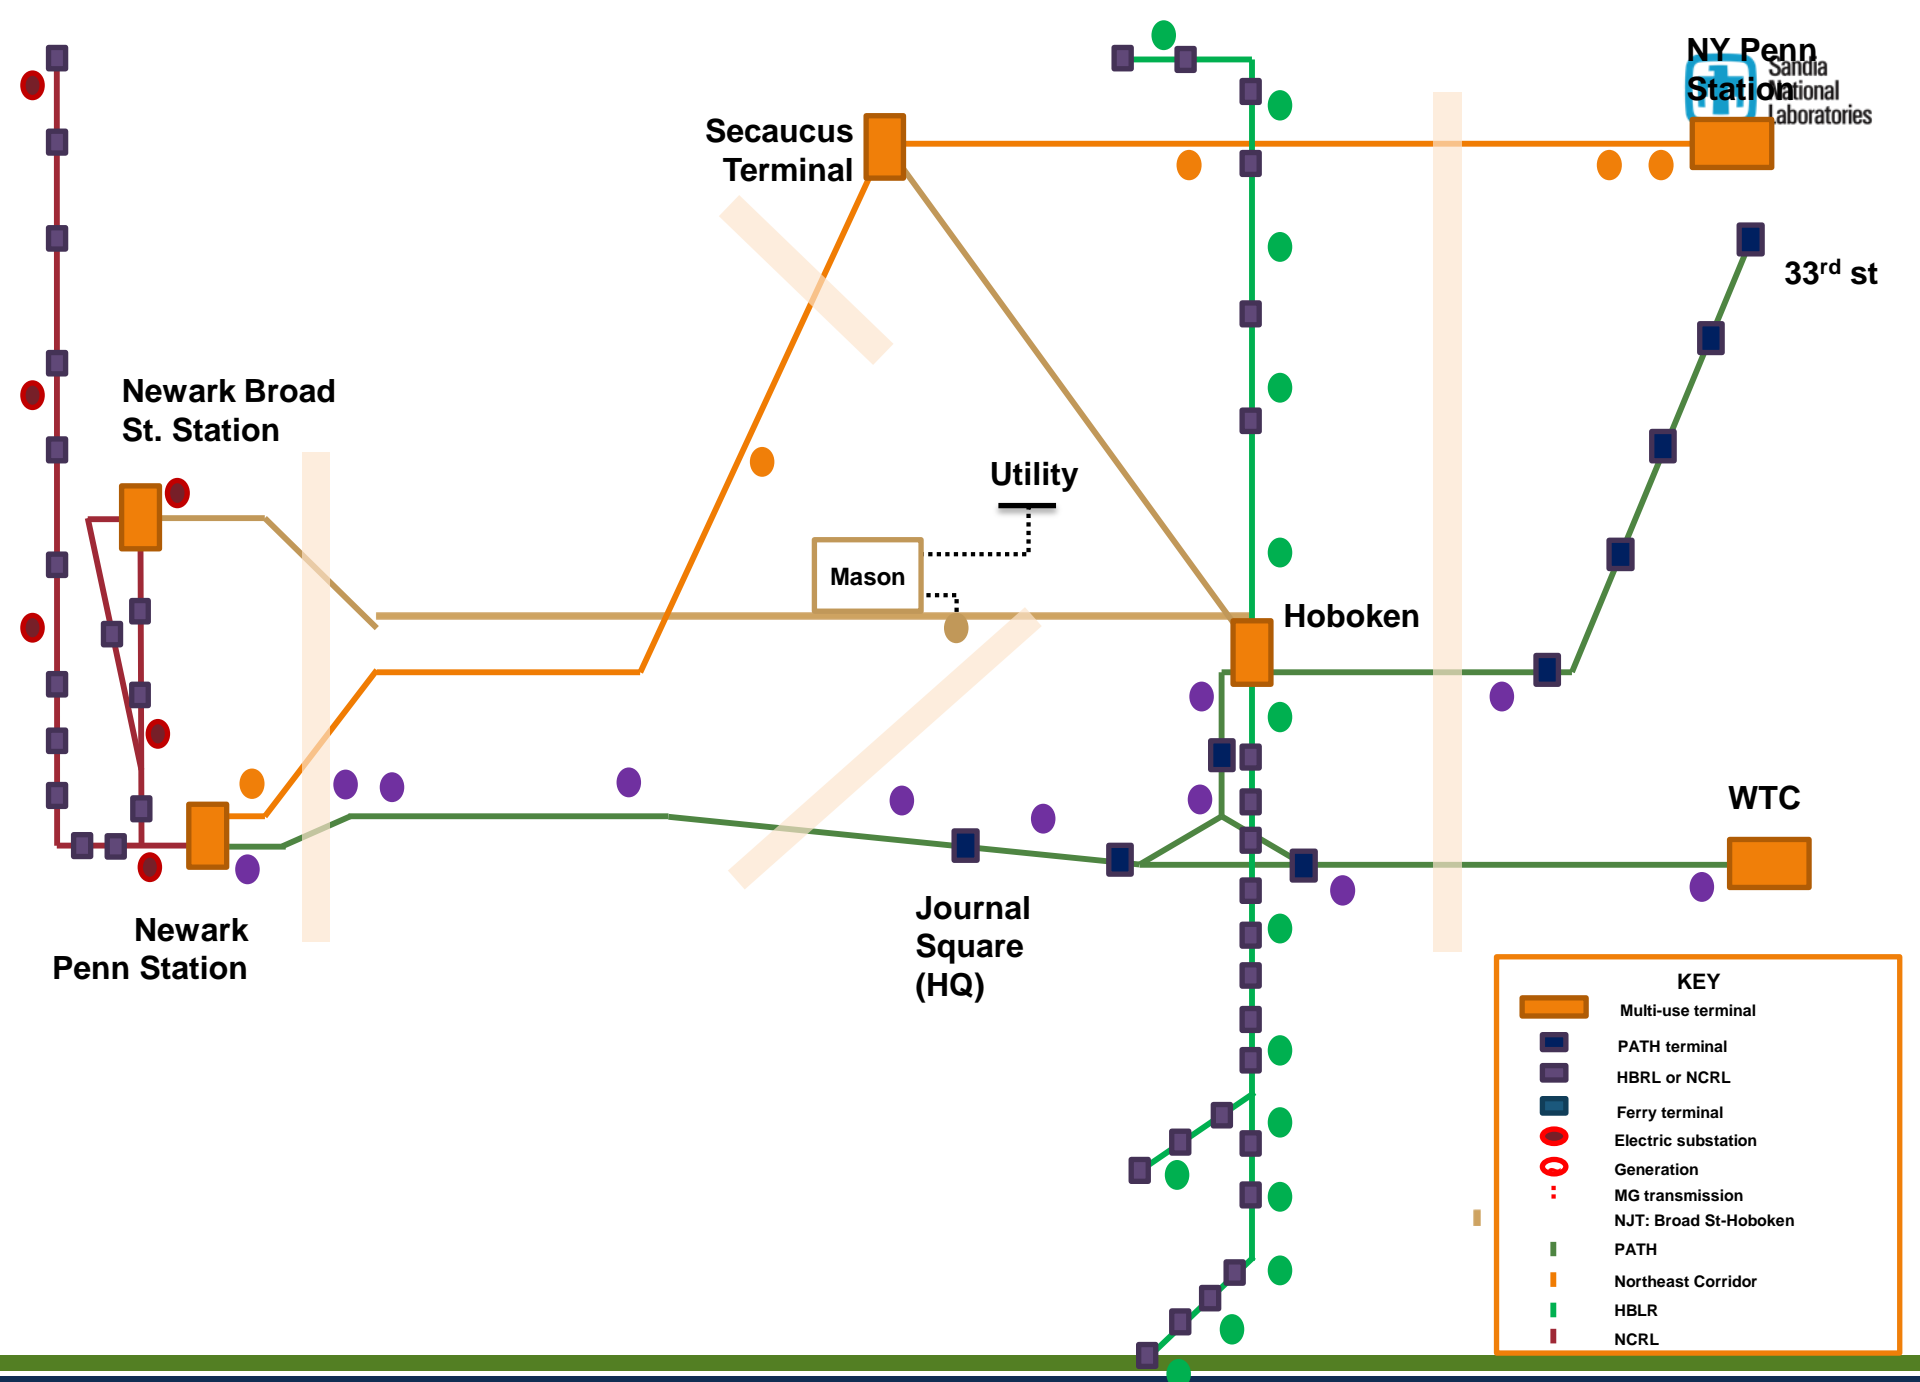 NY Penn
Station
Sandia
National
Laboratories
Secaucus
Terminal
33rd st
Newark Broad
St. Station
Utility
Mason
Hoboken
WTC
Newark
Penn Station
Journal
Square
(HQ)
KEY
Multi-use terminal
PATH terminal
HBRL or NCRL
Ferry terminal
Electric substation
Generation
MG transmission
NJT: Broad St-Hoboken
PATH
Northeast Corridor
HBLR
NCRL